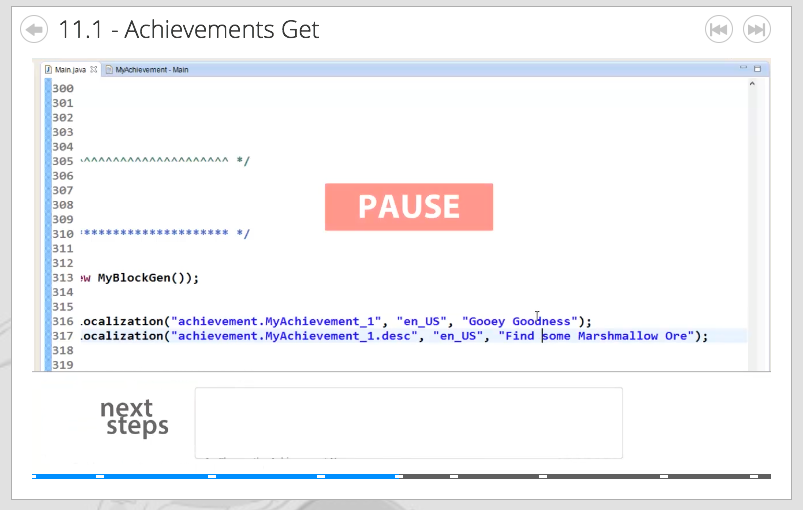 11.1 - Achievements Get
Main.java MyAchievement - Main
300
301
302
303
304
305 ^^^^^^^^^^^^^^^^^^^^^ */
306
307
308
309
310 ********************* */
311
312
313 ew MyBlockGen());
314
315
316 .ocalization("achievement.MyAchievement_1", "en_US", "Gooey Goodness");
317 .ocalization("achievement.MyAchievement_1.desc", "en_US", "Find some Marshmallow Ore");
318
319
PAUSE
next
steps